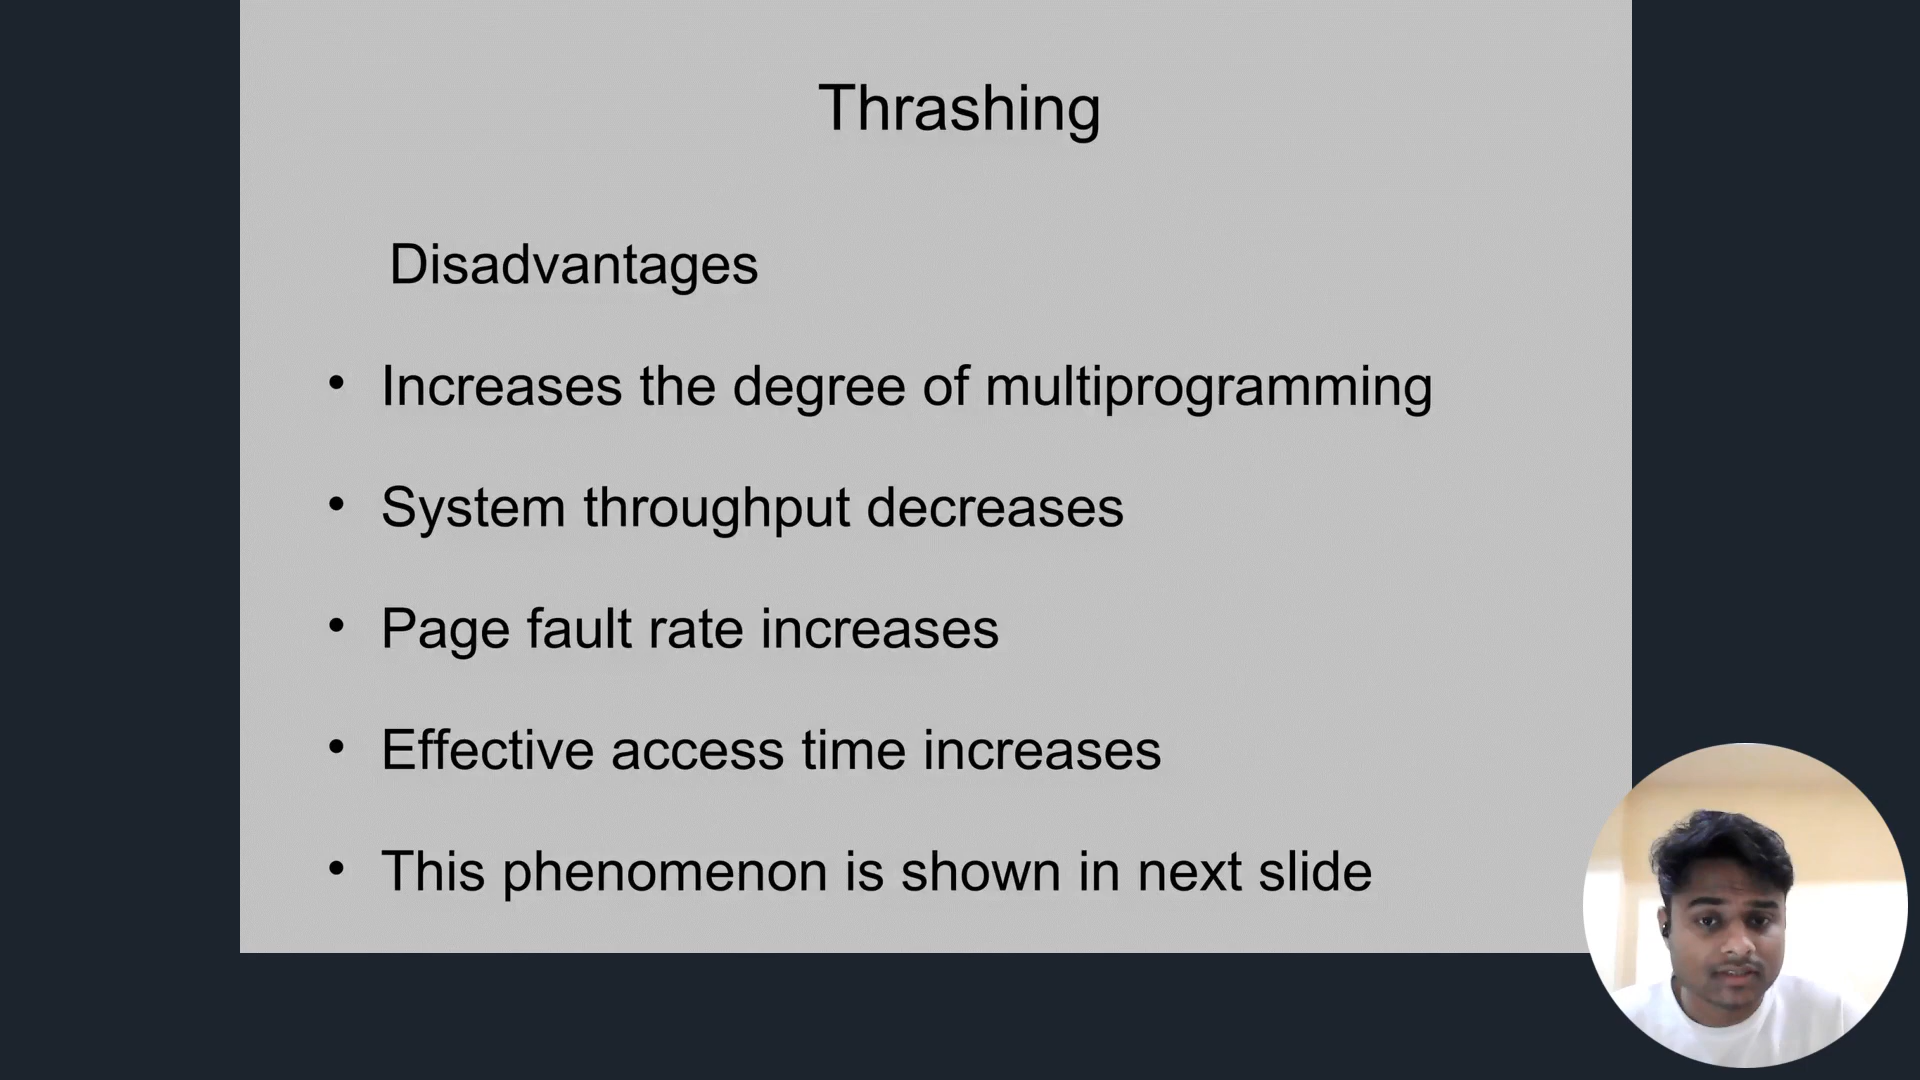 Thrashing
Disadvantages
• Increases the degree of multiprogramming
• System throughput decreases
• Page fault rate increases
• Effective access time increases
• This phenomenon is shown in next slide